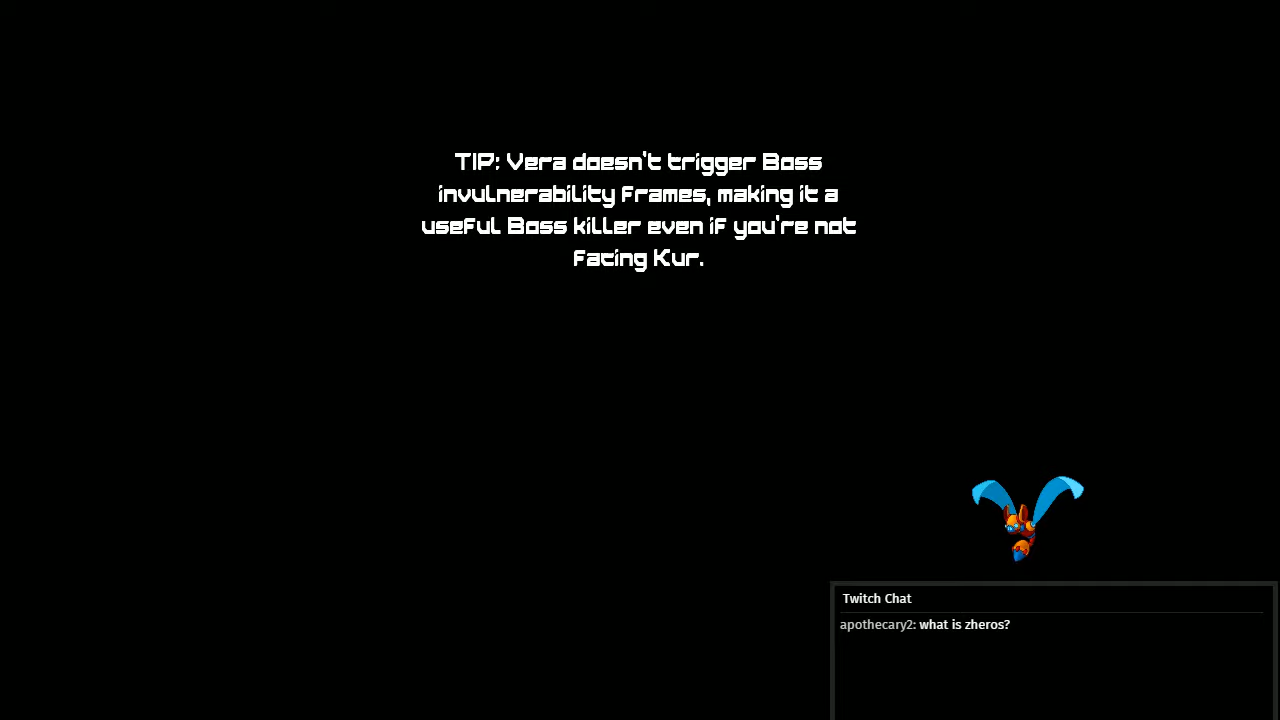 TIP: Vera doesn't trigger Boss
invulnerability frames, making it a
useful Boss killer even if you're not
facing Kur.
Twitch Chat
apothecary2: what is zheros?